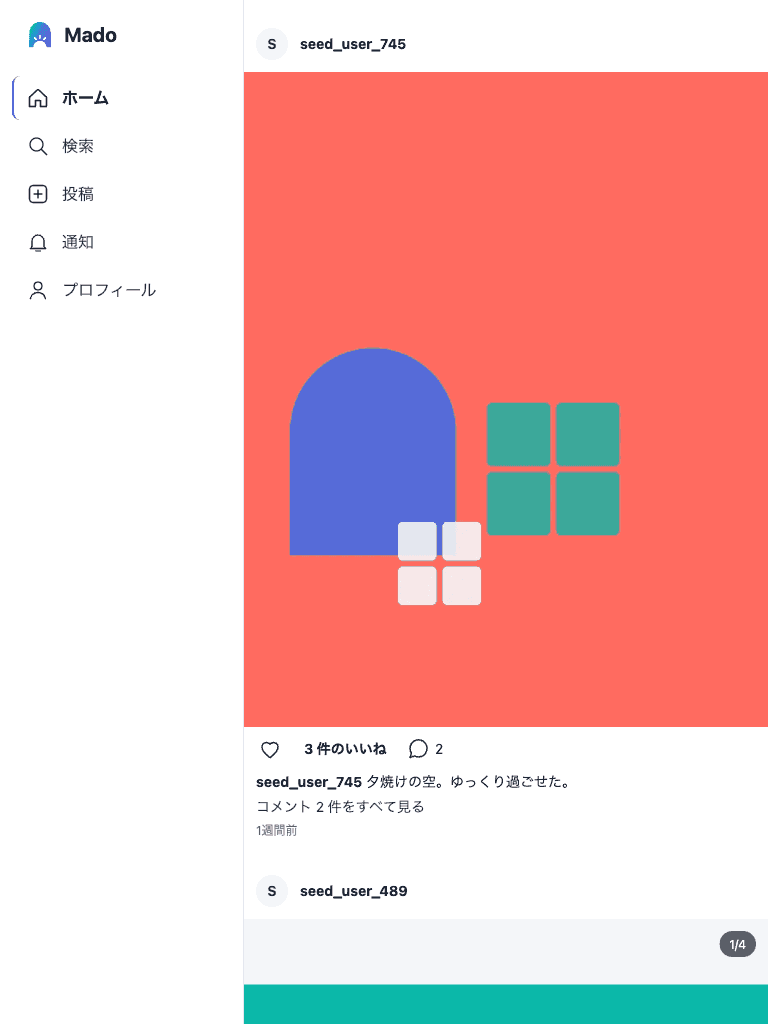 Mado
ホーム
検索
投稿
通知
プロフィール
S seed_user_745
3 件のいいね 2
seed_user_745 夕焼けの空。ゆっくり過ごせた。
コメント 2 件をすべて見る
1週間前
S seed_user_489
1/4